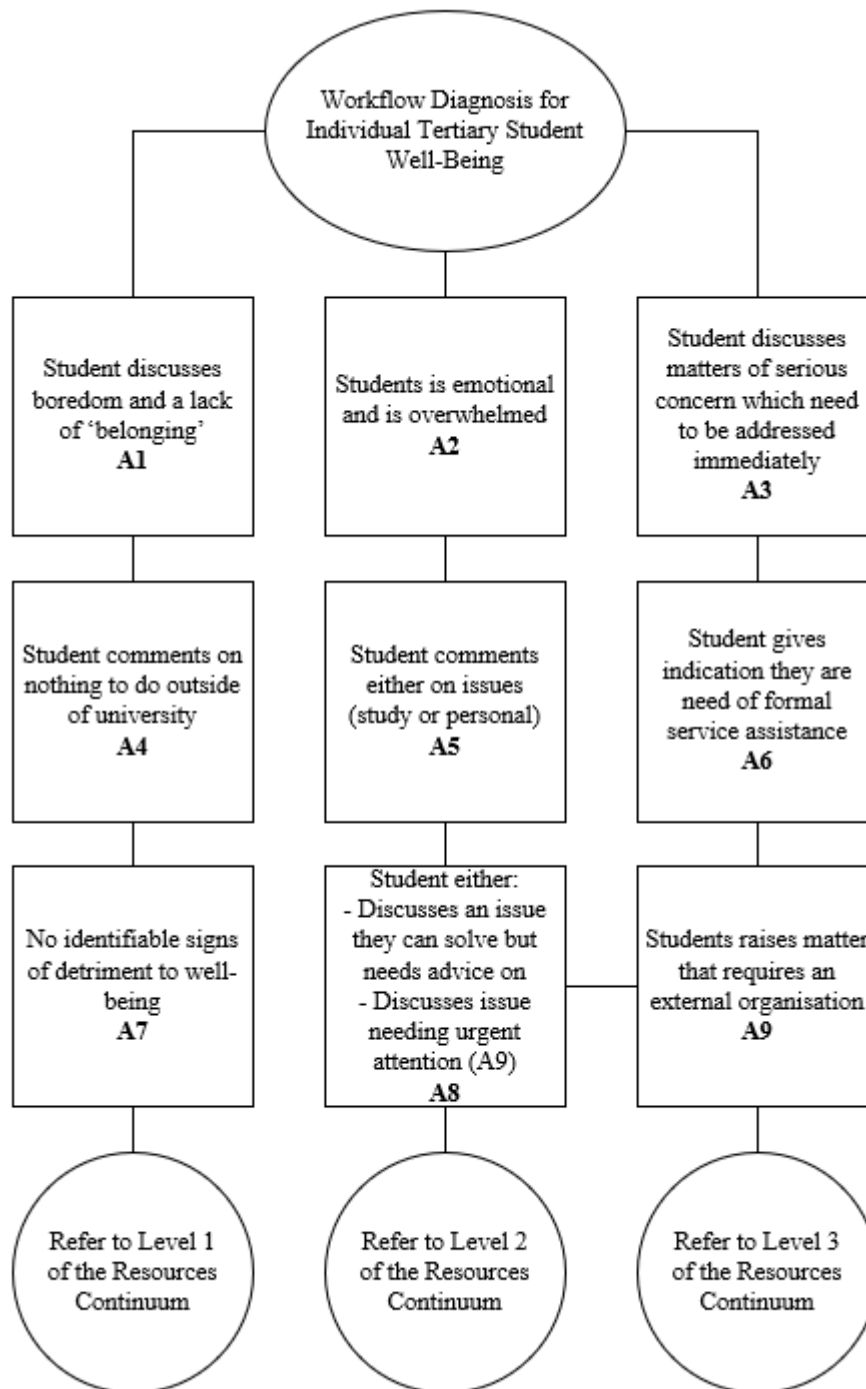 Workflow Diagnosis for
Individual Tertiary Student
Well-Being
Student discusses
boredom and a lack
of ‘belonging’
A1
Students is emotional
and is overwhelmed
A2
Student discusses
matters of serious
concern which need
to be addressed
immediately
A3
Student comments on
nothing to do outside
of university
A4
Student comments
either on issues
(study or personal)
A5
Student gives
indication they are
need of formal
service assistance
A6
No identifiable signs
of detriment to well-
being
A7
Student either:
- Discusses an issue
they can solve but
needs advice on
- Discusses issue
needing urgent
attention (A9)
A8
Students raises matter
that requires an
external organisation
A9
Refer to Level 1
of the Resources
Continuum
Refer to Level 2
of the Resources
Continuum
Refer to Level 3
of the Resources
Continuum